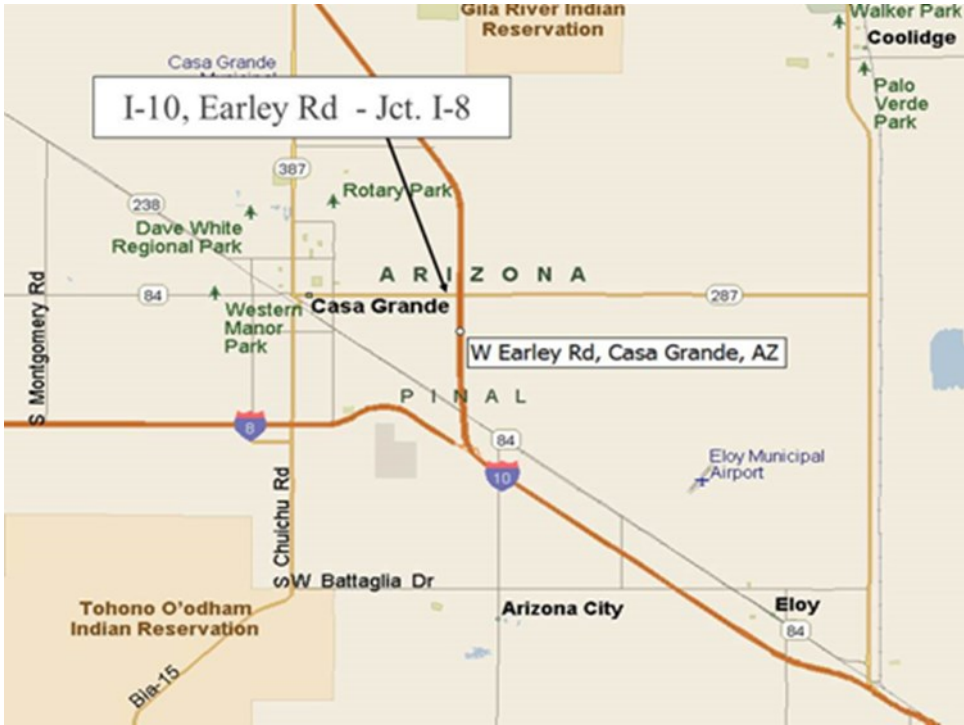 Gila River Indian
Reservation
Walker Park
Coolidge
Casa Grande
Palo
Verde
Park
I-10, Earley Rd - Jct. I-8
387
Rotary Park
238
Dave White
Regional Park
ARIZONA
S Montgomery Rd
84
287
Casa Grande
Western
Manor
Park
W Earley Rd, Casa Grande, AZ
PINAL
8
84
Eloy Municipal
Airport
10
S Chuichu Rd
W Battaglia Dr
Tohono O'odham
Indian Reservation
Arizona City
Eloy
84
Bia-15